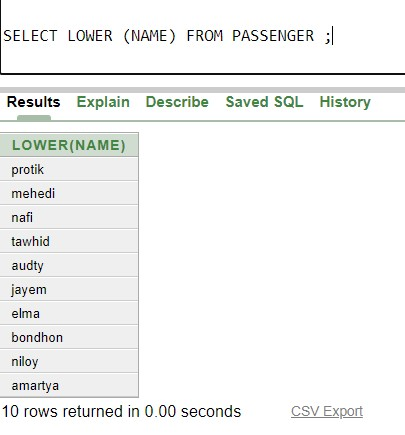 SELECT LOWER (NAME) FROM PASSENGER ;
Results Explain Describe Saved SQL History
LOWER(NAME)
protik
mehedi
nafi
tawhid
audty
jayem
elma
bondhon
niloy
amartya
10 rows returned in 0.00 seconds CSV Export